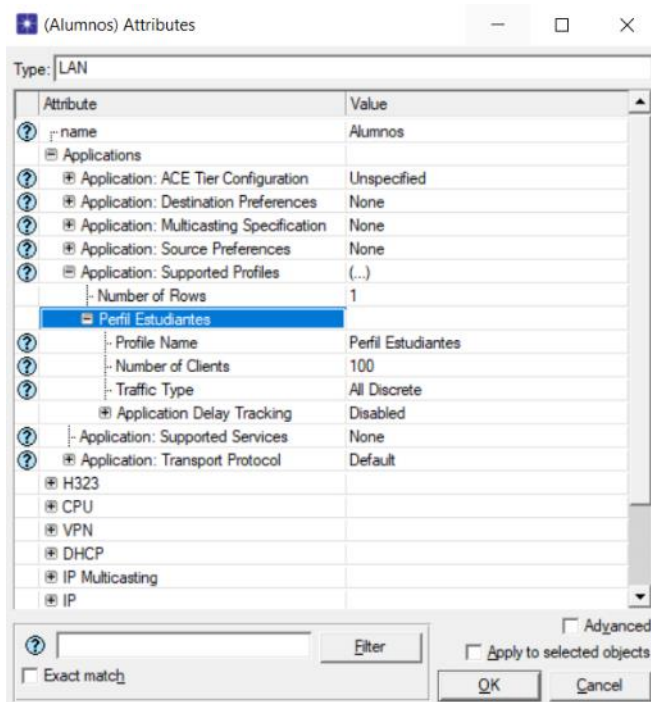 (Alumnos) Attributes
Type: LAN
Attribute Value
name Alumnos
Applications
Application: ACE Tier Configuration Unspecified
Application: Destination Preferences None
Application: Multicasting Specification None
Application: Source Preferences None
Application: Supported Profiles (...)
Number of Rows 1
Perfil Estudiantes
Profile Name Perfil Estudiantes
Number of Clients 100
Traffic Type All Discrete
Application Delay Tracking Disabled
Application: Supported Services None
Application: Transport Protocol Default
H323
CPU
VPN
DHCP
IP Multicasting
IP
Advanced
Filter
Apply to selected objects
Exact match
OK Cancel